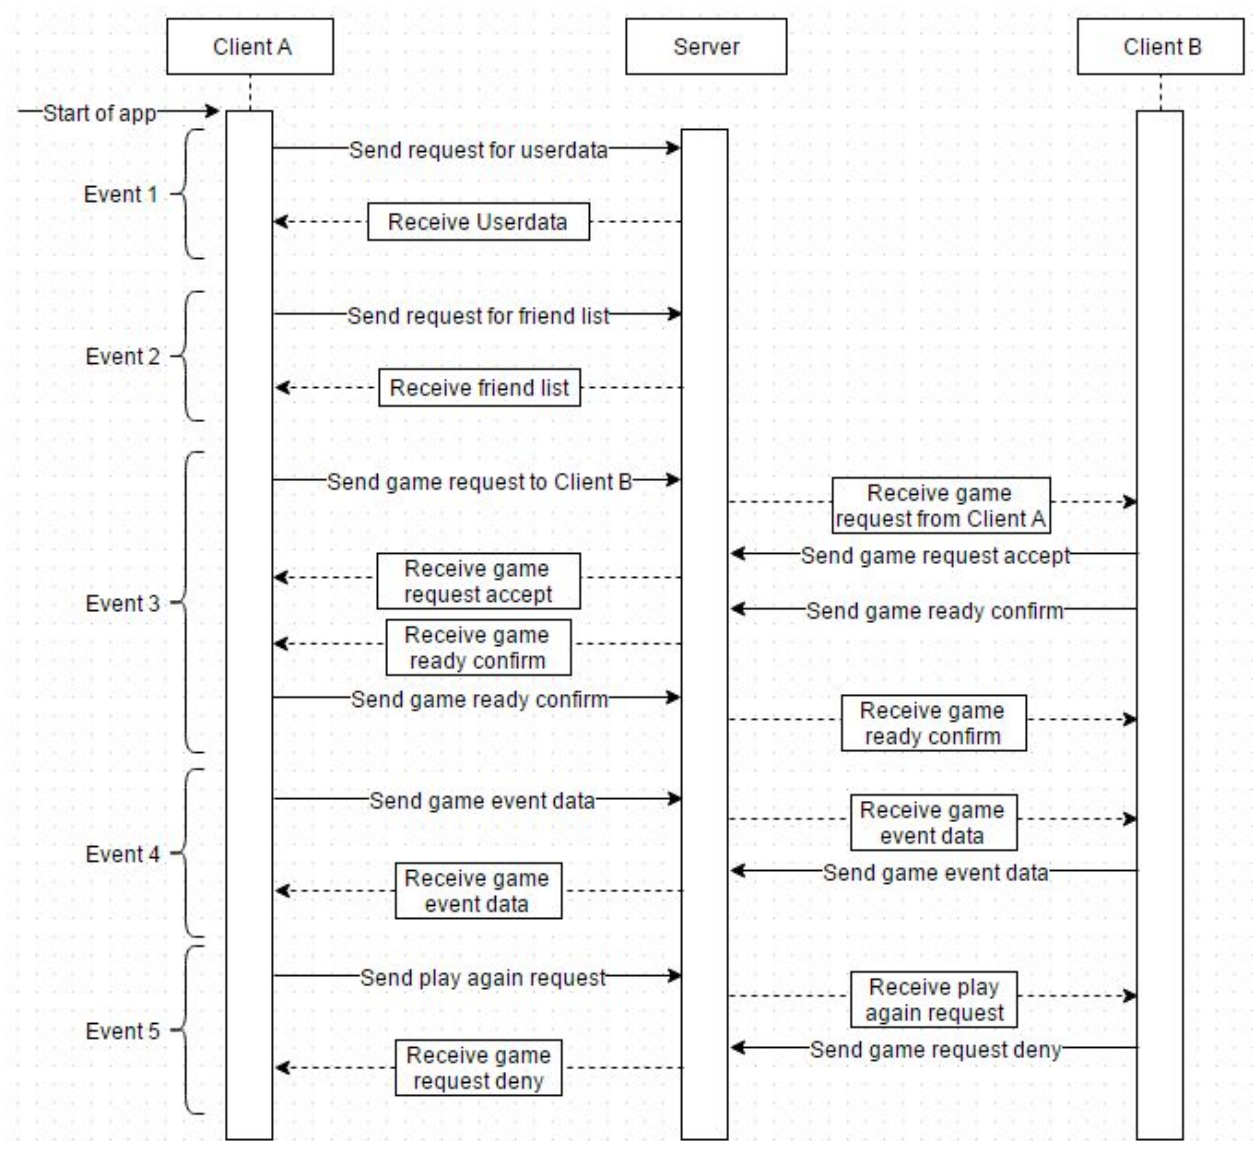 Client A
Server
Client B
Start of app
Send request for userdata
Event 1
Receive Userdata
Send request for friend list
Event 2
Receive friend list
Send game request to Client B
Receive game
request from Client A
Send game request accept
Receive game
request accept
Event 3
Send game ready confirm
Receive game
ready confirm
Send game ready confirm
Receive game
ready confirm
Send game event data
Receive game
event data
Event 4
Send game event data
Receive game
event data
Send play again request
Receive play
again request
Event 5
Send game request deny
Receive game
request deny